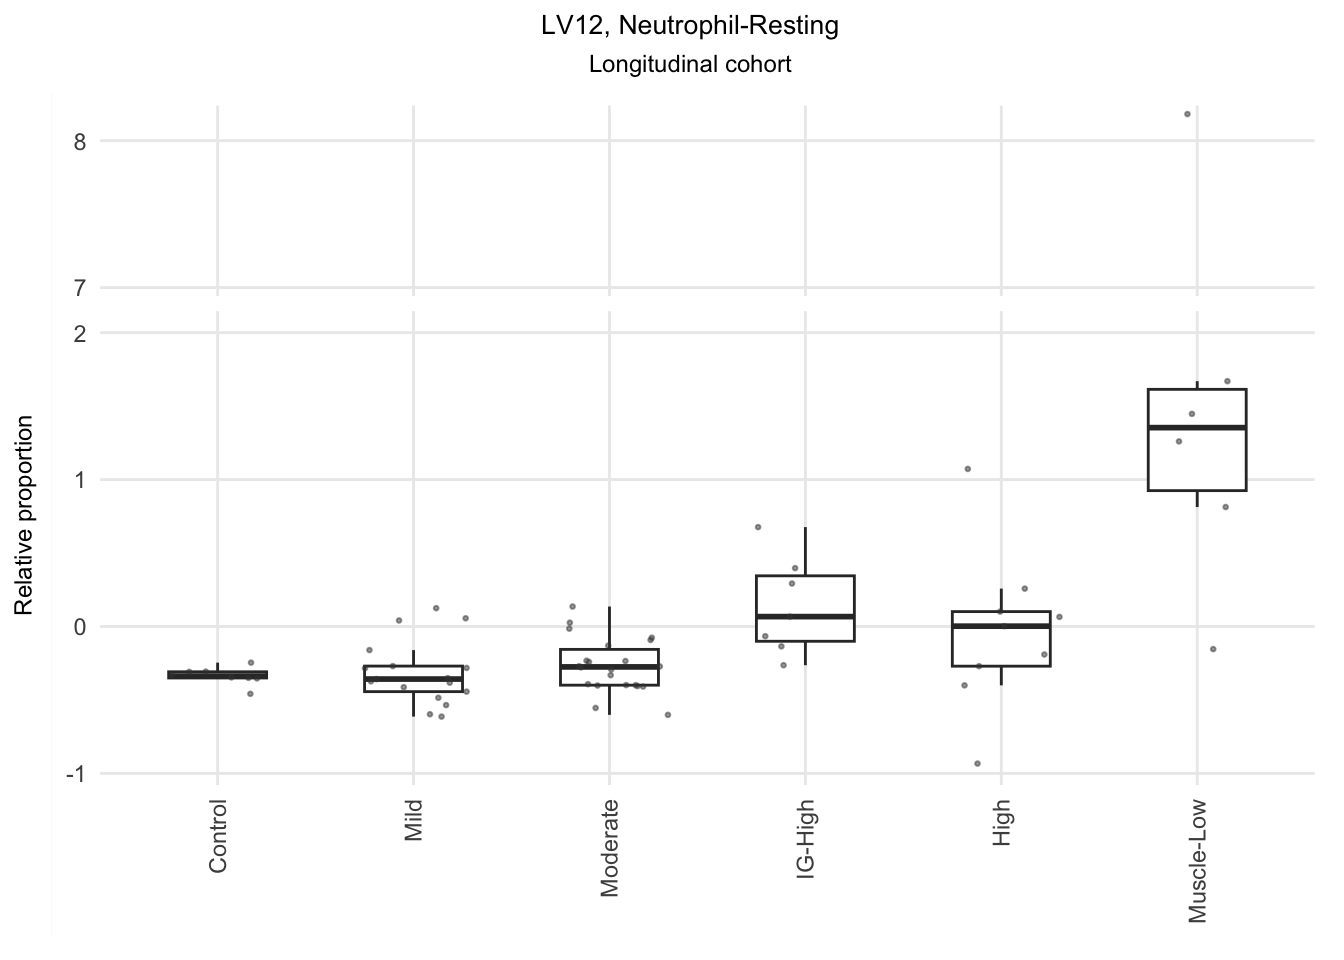 LV12, Neutrophil-Resting
Longitudinal cohort
8
7
2
1
0
-1
Relative proportion
Control
Mild
Moderate
IG-High
High
Muscle-Low